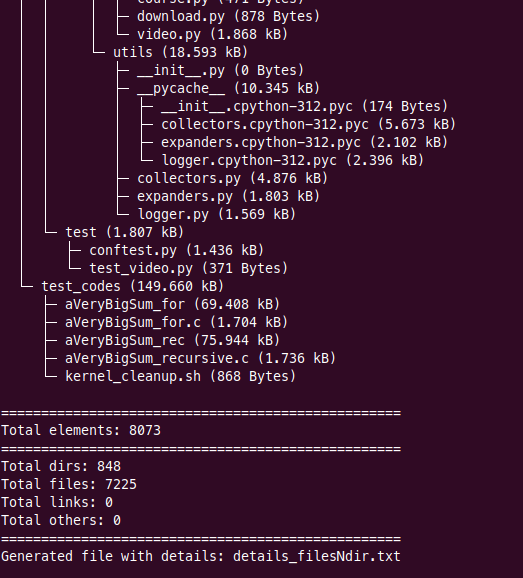 course.py (471 Bytes)
├─ download.py (878 Bytes)
└─ video.py (1.868 kB)
└─ utils (18.593 kB)
├─ __init__.py (0 Bytes)
├─ __pycache__ (10.345 kB)
├─ __init__.cpython-312.pyc (174 Bytes)
├─ collectors.cpython-312.pyc (5.673 kB)
├─ expanders.cpython-312.pyc (2.102 kB)
└─ logger.cpython-312.pyc (2.396 kB)
├─ collectors.py (4.876 kB)
├─ expanders.py (1.803 kB)
└─ logger.py (1.569 kB)
└─ test (1.807 kB)
├─ conftest.py (1.436 kB)
└─ test_video.py (371 Bytes)
└─ test_codes (149.660 kB)
├─ aVeryBigSum_for (69.408 kB)
├─ aVeryBigSum_for.c (1.704 kB)
├─ aVeryBigSum_rec (75.944 kB)
├─ aVeryBigSum_recursive.c (1.736 kB)
└─ kernel_cleanup.sh (868 Bytes)
==================================================
Total elements: 8073
==================================================
Total dirs: 848
Total files: 7225
Total links: 0
Total others: 0
==================================================
Generated file with details: details_filesNdir.txt